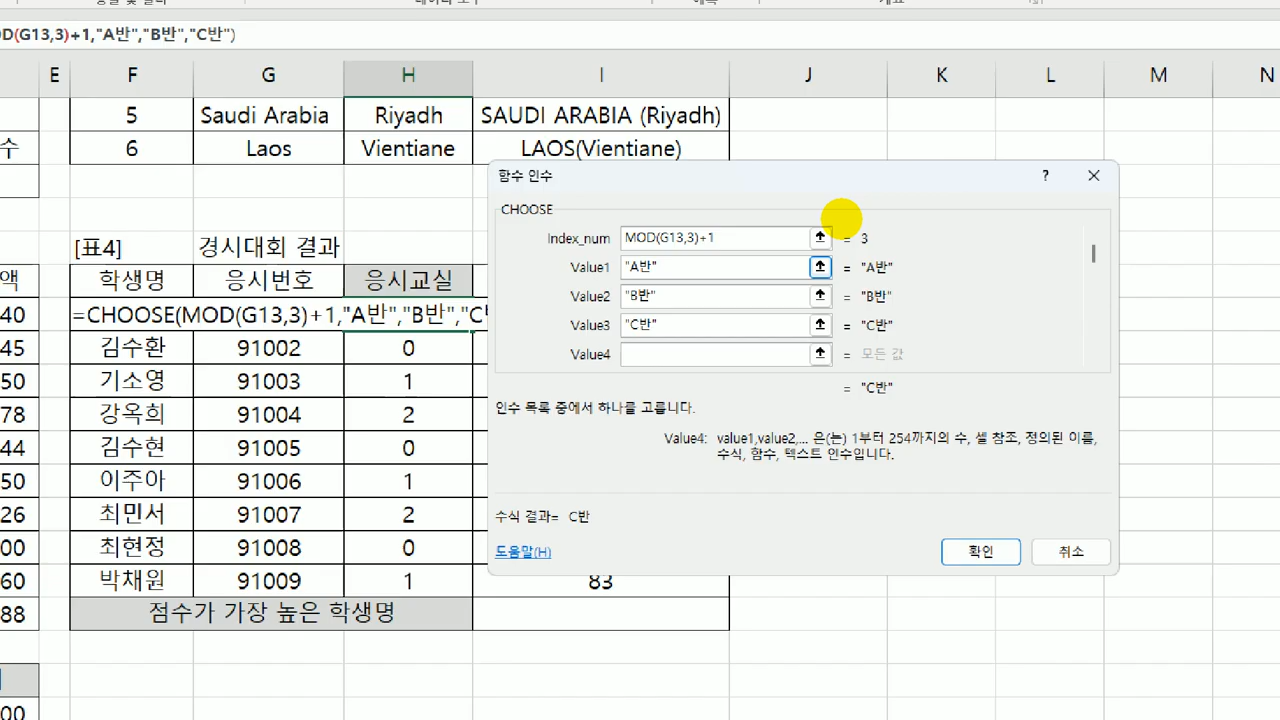 D(G13,3)+1,"A반","B반","C반")
E F G H I J K L M N
5 Saudi Arabia Riyadh SAUDI ARABIA (Riyadh)
수 6 Laos Vientiane LAOS(Vientiane)
[표4] 경시대회 결과
액 학생명 응시번호 응시교실
40 =CHOOSE(MOD(G13,3)+1,"A반","B반","C
45 김수환 91002 0
50 기소영 91003 1
78 강옥희 91004 2
44 김수현 91005 0
50 이주아 91006 1
26 최민서 91007 2
00 최현정 91008 0
60 박채원 91009 1 83
88 점수가 가장 높은 학생명
00
함수 인수 ?
CHOOSE
Index_num MOD(G13,3)+1 = 3
Value1 "A반" = "A반"
Value2 "B반" = "B반"
Value3 "C반" = "C반"
Value4 = 모든 값
= "C반"
인수 목록 중에서 하나를 고릅니다.
Value4: value1,value2,... 은(는) 1부터 254까지의 수, 셀 참조, 정의된 이름,
수식, 함수, 텍스트 인수입니다.
수식 결과= C반
도움말(H) 확인 취소